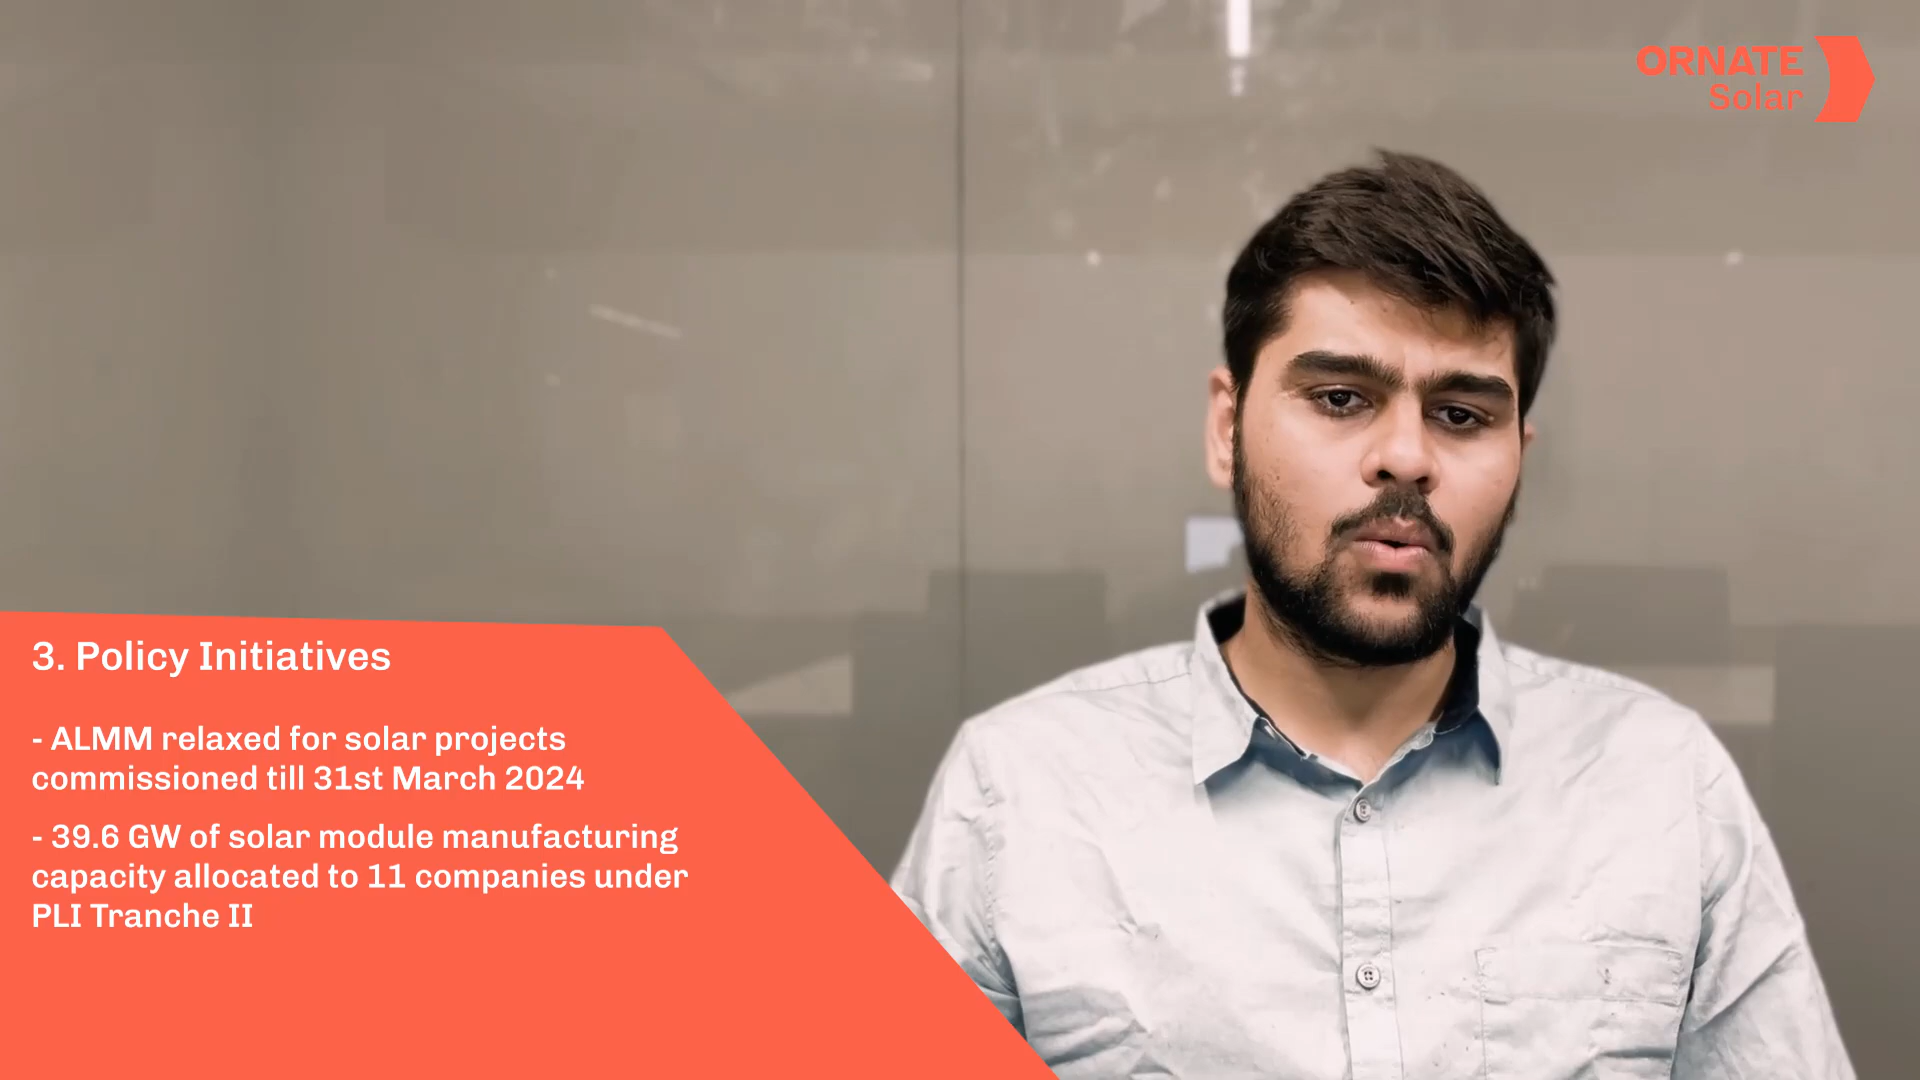 ORNATE
Solar
3. Policy Initiatives
- ALMM relaxed for solar projects
commissioned till 31st March 2024
- 39.6 GW of solar module manufacturing
capacity allocated to 11 companies under
PLI Tranche II